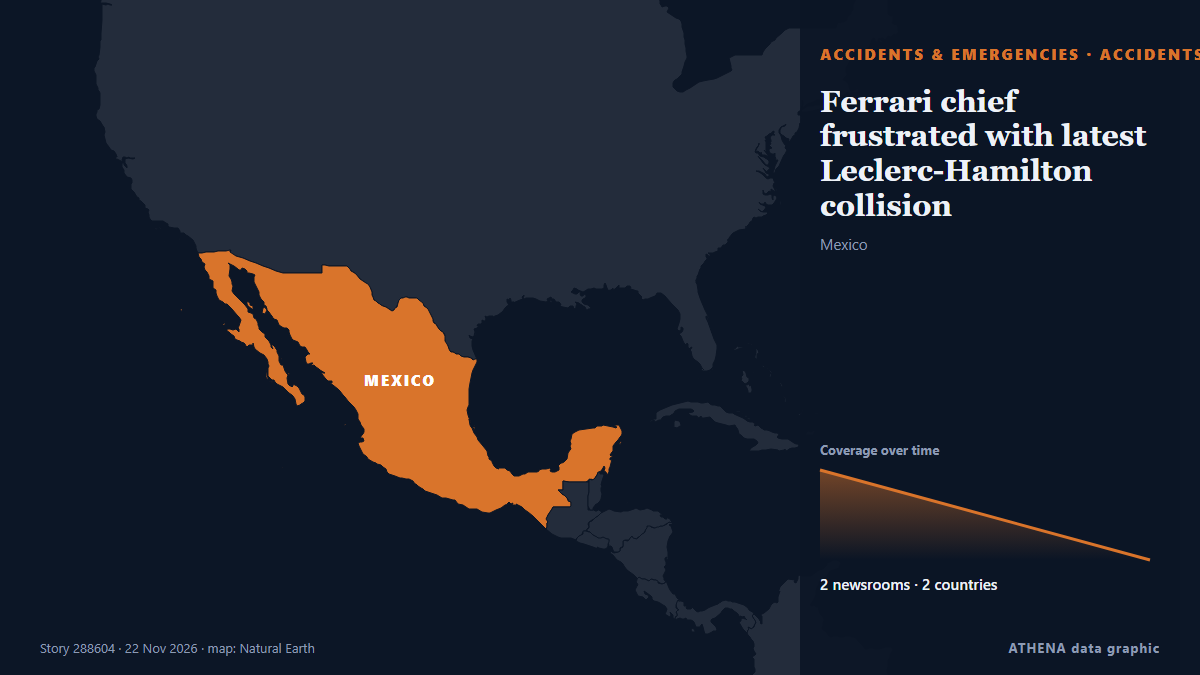 ACCIDENTS & EMERGENCIES · ACCIDENTS
Ferrari chief
frustrated with latest
Leclerc-Hamilton
collision
Mexico
MEXICO
Coverage over time
2 newsrooms · 2 countries
Story 288604 · 22 Nov 2026 · map: Natural Earth
ATHENA data graphic